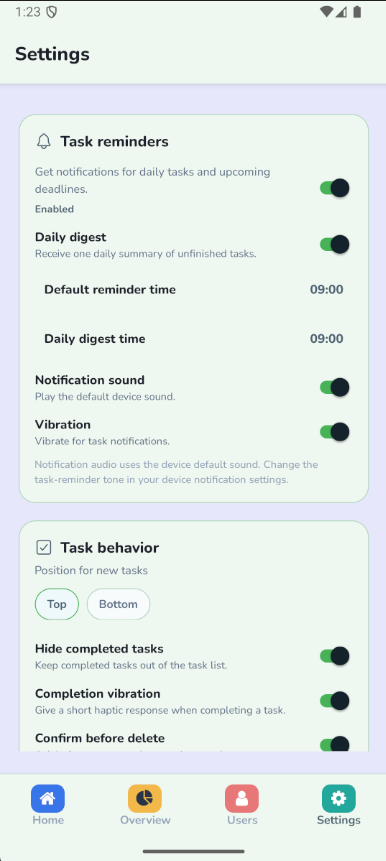 1:23
Settings
Task reminders
Get notifications for daily tasks and upcoming
deadlines.
Enabled
Daily digest
Receive one daily summary of unfinished tasks.
Default reminder time 09:00
Daily digest time 09:00
Notification sound
Play the default device sound.
Vibration
Vibrate for task notifications.
Notification audio uses the device default sound. Change the
task-reminder tone in your device notification settings.
Task behavior
Position for new tasks
Top Bottom
Hide completed tasks
Keep completed tasks out of the task list.
Completion vibration
Give a short haptic response when completing a task.
Confirm before delete
Home Overview Users Settings